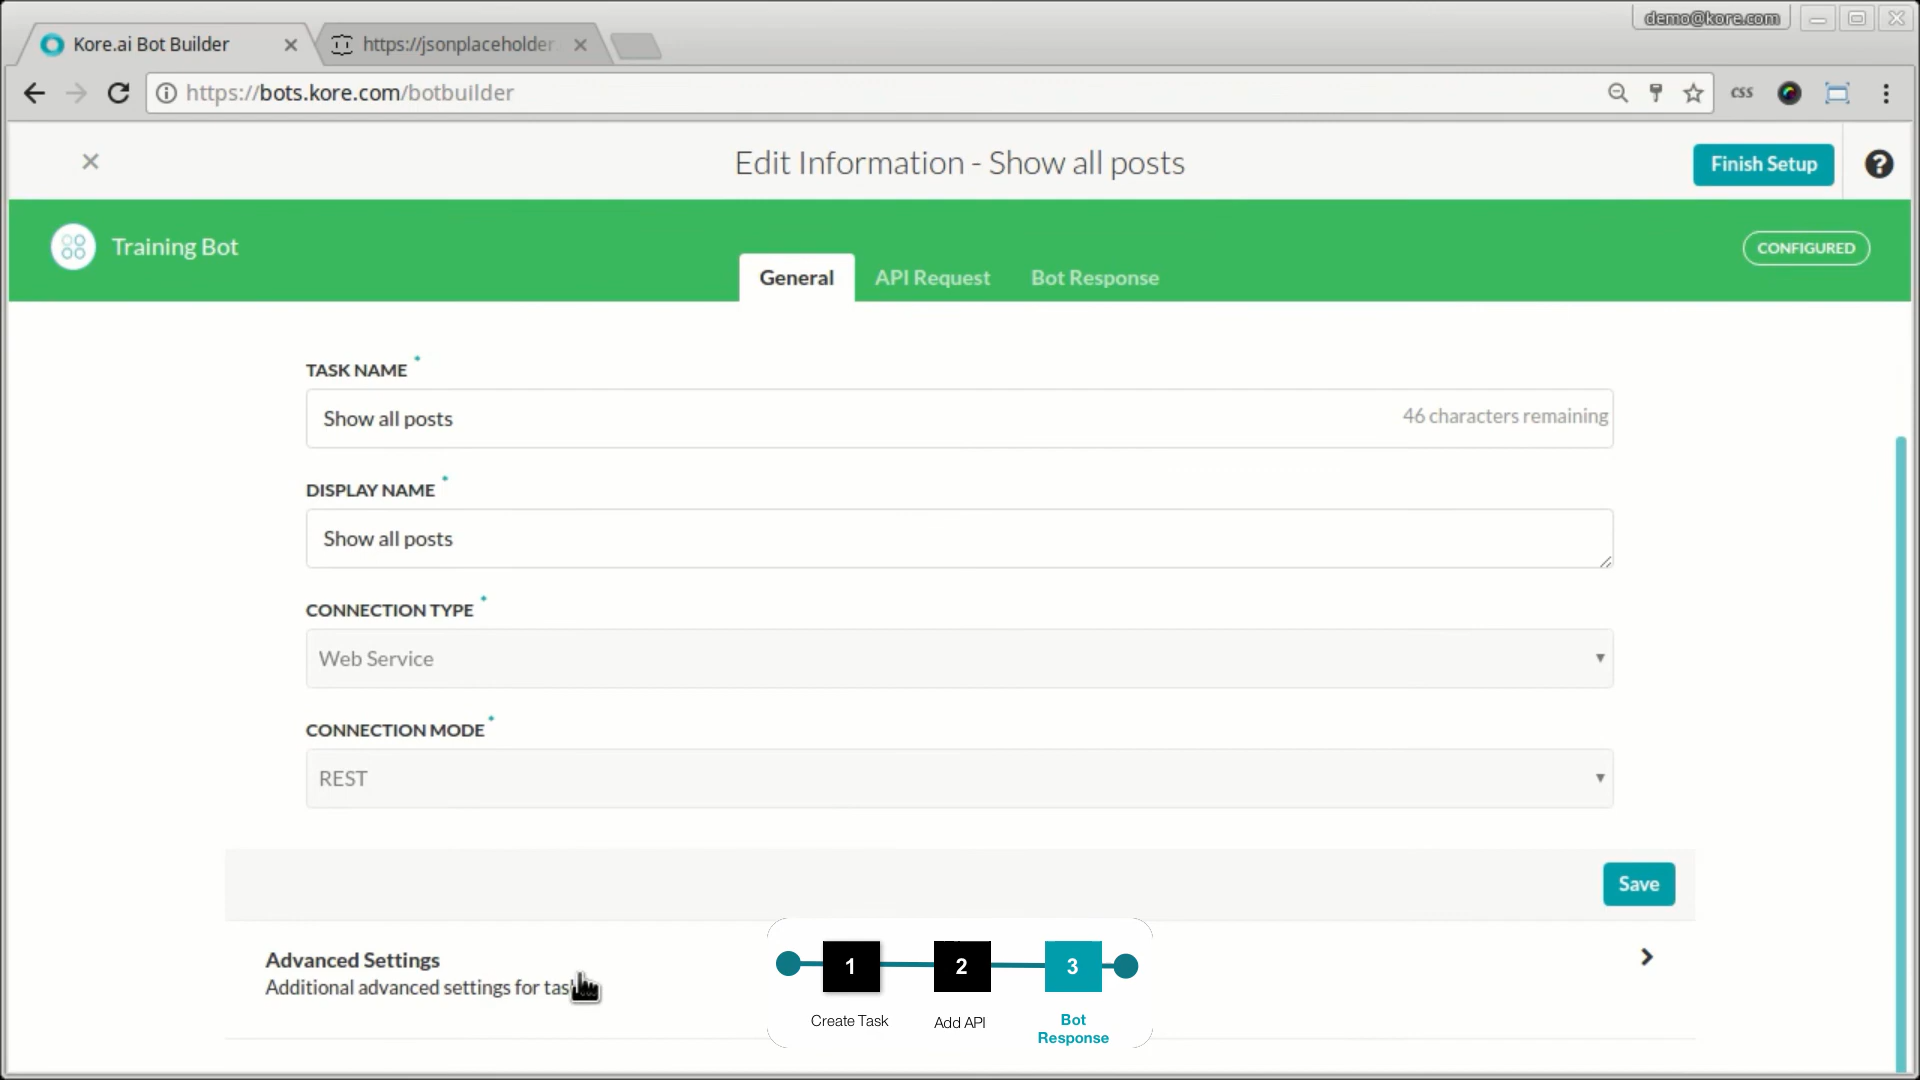 demo@kore.com
Kore.ai Bot Builder
https://jsonplaceholder.
https://bots.kore.com/botbuilder
css
Edit Information - Show all posts
Finish Setup
?
Training Bot
CONFIGURED
General
API Request
Bot Response
TASK NAME *
Show all posts
46 characters remaining
DISPLAY NAME *
Show all posts
CONNECTION TYPE *
Web Service
CONNECTION MODE *
REST
Save
Advanced Settings
Additional advanced settings for
1
2
3
Create Task
Add API
Bot
Response